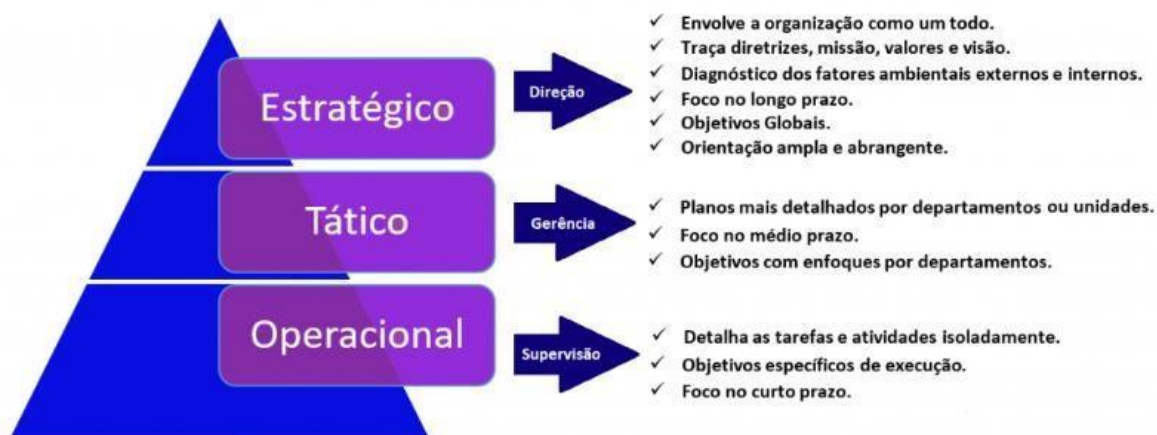 Estratégico
Direção
✓ Envolve a organização como um todo.
✓ Traça diretrizes, missão, valores e visão.
✓ Diagnóstico dos fatores ambientais externos e internos.
✓ Foco no longo prazo.
✓ Objetivos Globais.
✓ Orientação ampla e abrangente.
Tático
Gerência
✓ Planos mais detalhados por departamentos ou unidades.
✓ Foco no médio prazo.
✓ Objetivos com enfoques por departamentos.
Operacional
Supervisão
✓ Detalha as tarefas e atividades isoladamente.
✓ Objetivos específicos de execução.
✓ Foco no curto prazo.